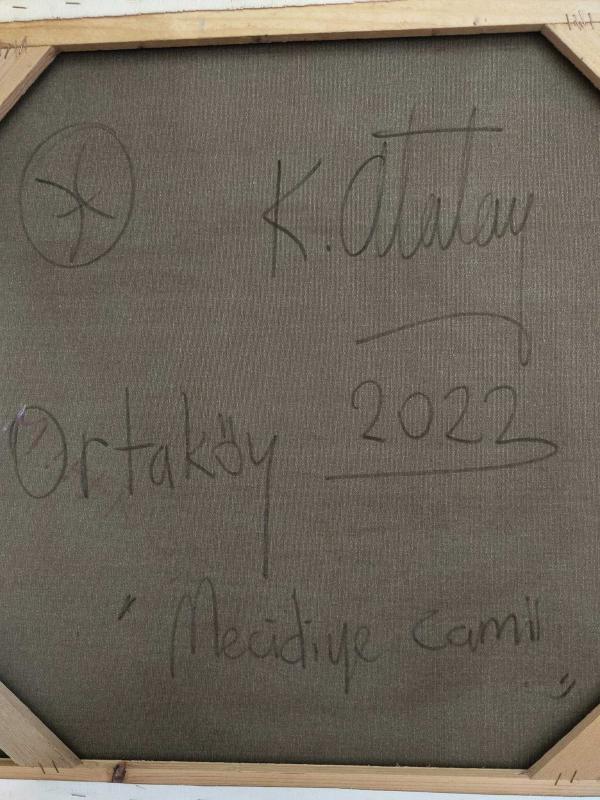 K. Atalay
2022
Ortaköy
"Mecidiye camii"